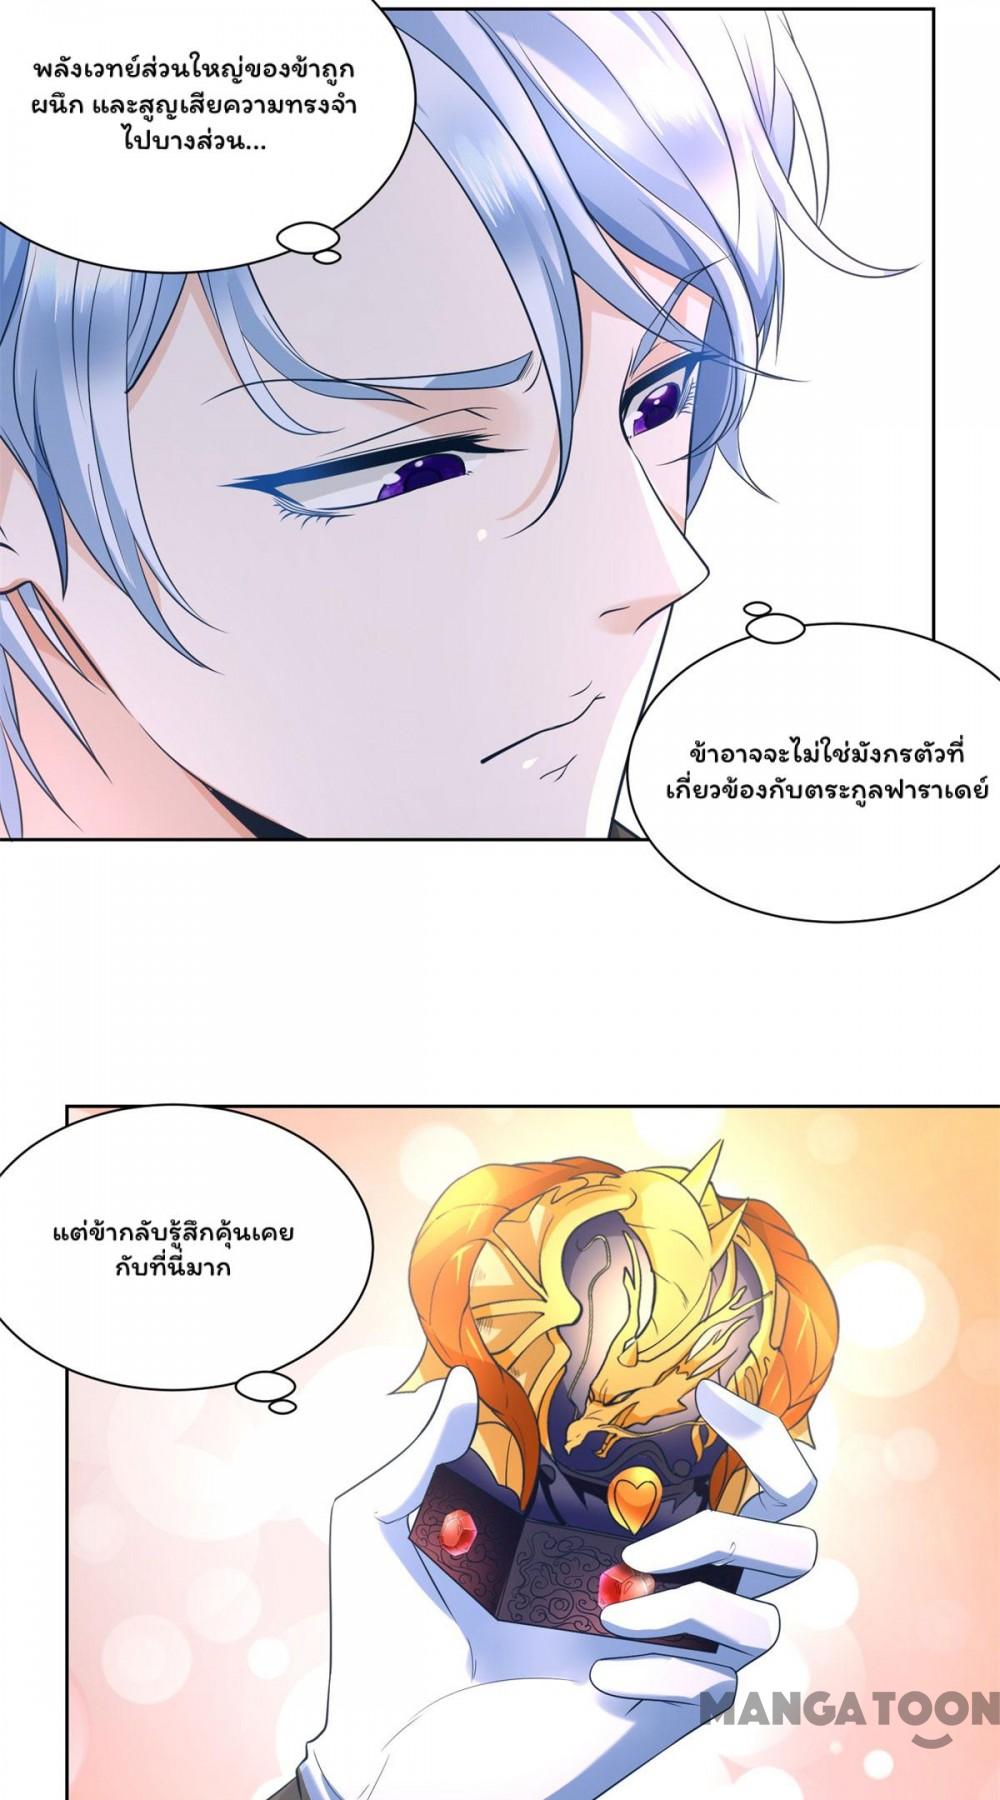 พลังเวทย์ส่วนใหญ่ของข้าถูก
ผนึก และสูญเสียความทรงจำ
ไปบางส่วน...
ข้าอาจจะไม่ใช่มังกรตัวที่
เกี่ยวข้องกับตระกูลฟาราเดย์
แต่ข้ากลับรู้สึกคุ้นเคย
กับที่นี่มาก
MANGATOON